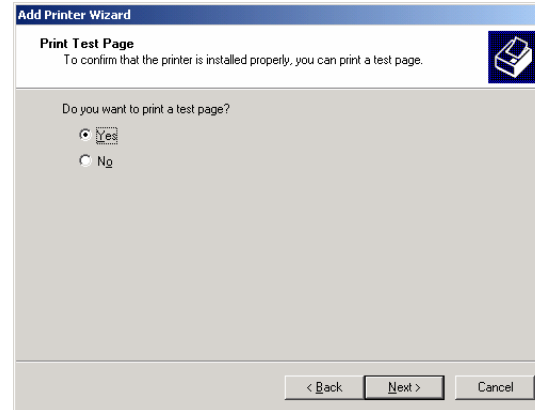 Add Printer Wizard
Print Test Page
To confirm that the printer is installed properly, you can print a test page.
Do you want to print a test page?
Yes
No
< Back Next > Cancel